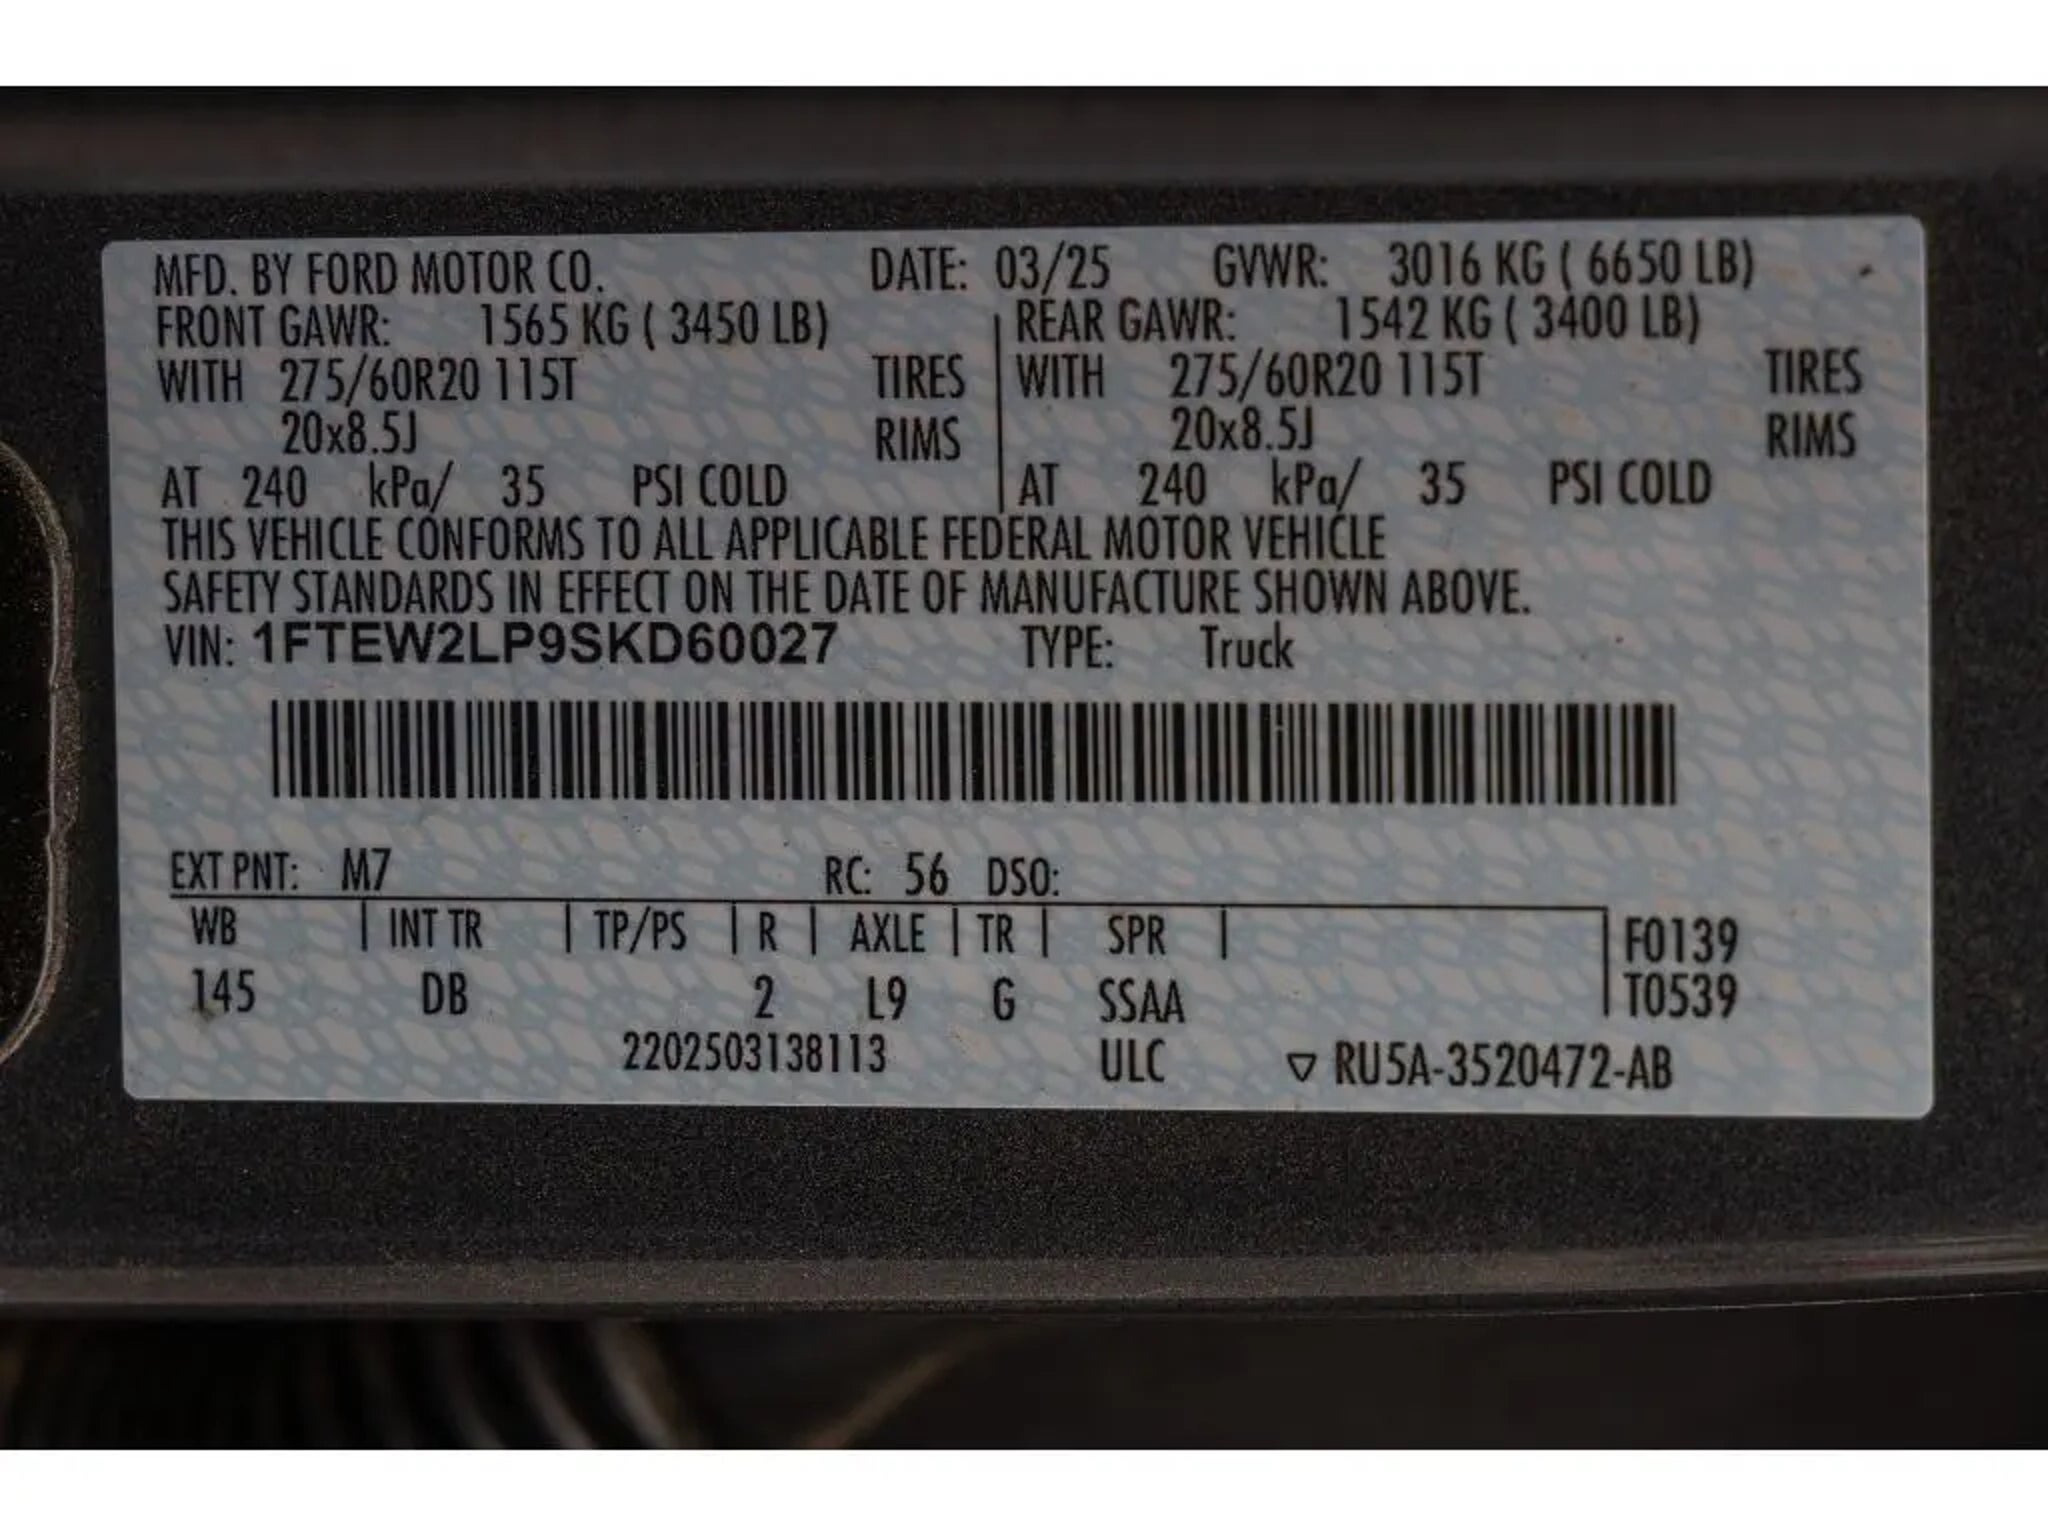 MFD. BY FORD MOTOR CO. DATE: 03/25 GVWR: 3016 KG ( 6650 LB)
FRONT GAWR: 1565 KG ( 3450 LB) REAR GAWR: 1542 KG ( 3400 LB)
WITH 275/60R20 115T TIRES WITH 275/60R20 115T TIRES
20x8.5J RIMS 20x8.5J RIMS
AT 240 kPa/ 35 PSI COLD AT 240 kPa/ 35 PSI COLD
THIS VEHICLE CONFORMS TO ALL APPLICABLE FEDERAL MOTOR VEHICLE
SAFETY STANDARDS IN EFFECT ON THE DATE OF MANUFACTURE SHOWN ABOVE.
VIN: 1FTEW2LP9SKD60027 TYPE: Truck
EXT PNT: M7 RC: 56 DSO:
WB INT TR TP/PS R AXLE TR SPR F0139
145 DB 2 L9 G SSAA T0539
2202503138113 ULC ▽ RU5A-3520472-AB